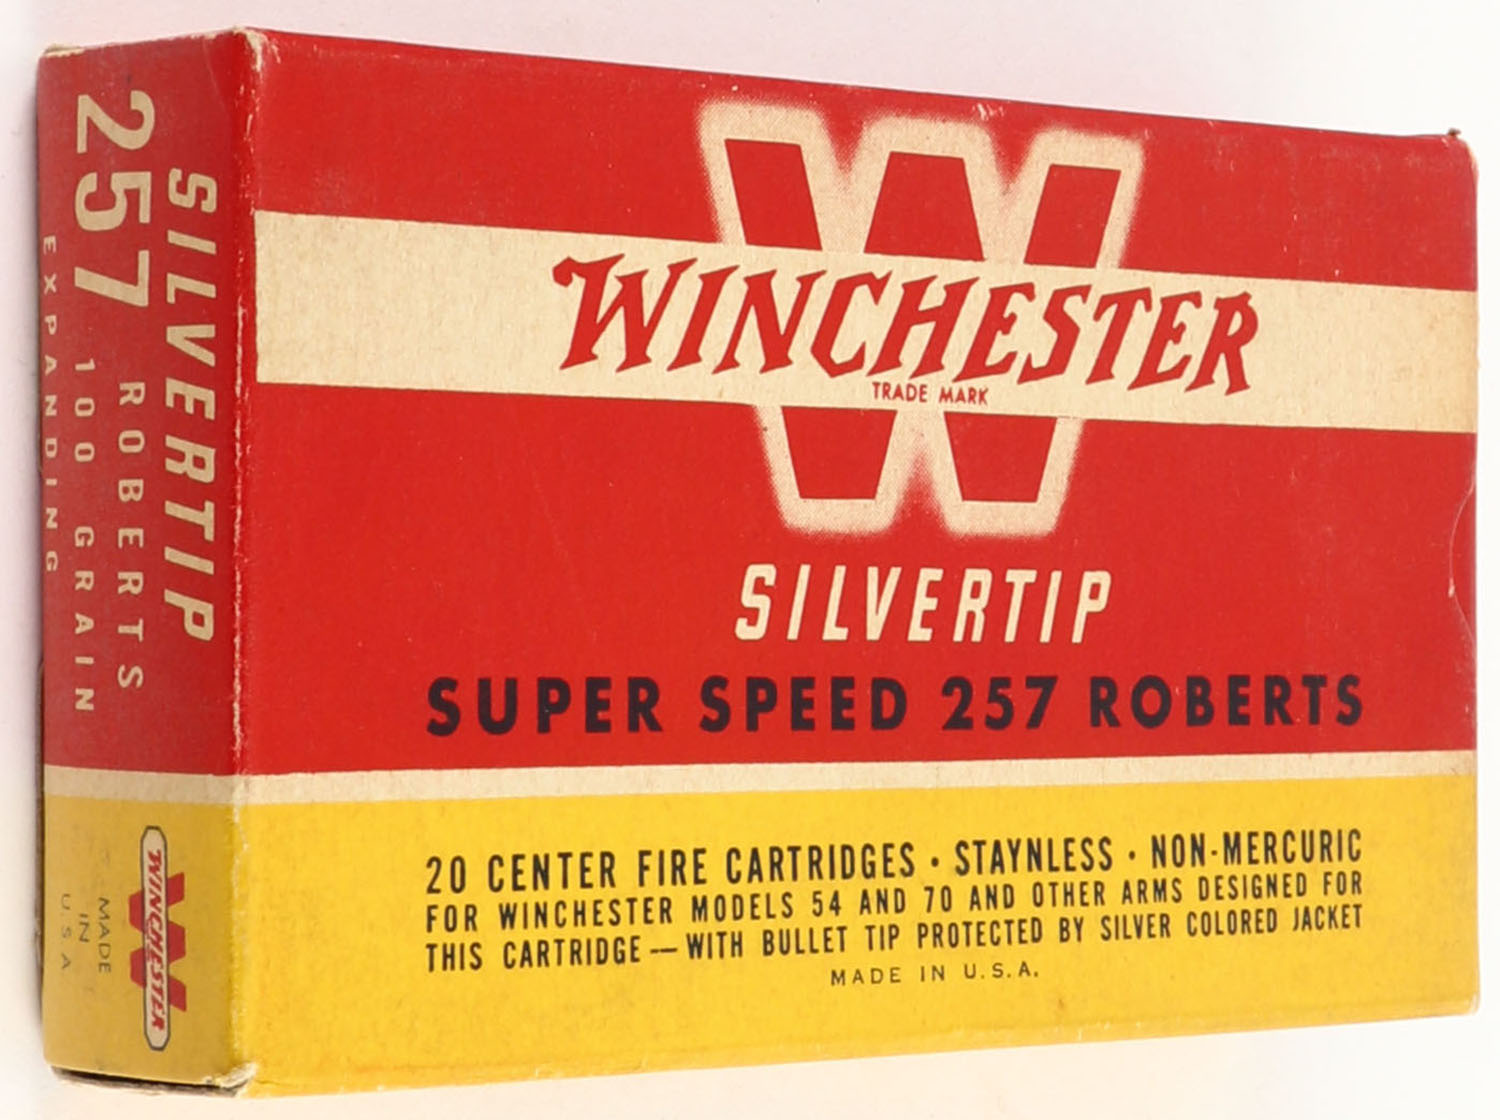 W
WINCHESTER
TRADE MARK
SILVERTIP
SUPER SPEED 257 ROBERTS
20 CENTER FIRE CARTRIDGES · STAYNLESS · NON-MERCURIC
FOR WINCHESTER MODELS 54 AND 70 AND OTHER ARMS DESIGNED FOR
THIS CARTRIDGE — WITH BULLET TIP PROTECTED BY SILVER COLORED JACKET
MADE IN U.S.A.
SILVERTIP
257 ROBERTS
100 GRAIN
EXPANDING
W
WINCHESTER
MADE
IN
U.S.A